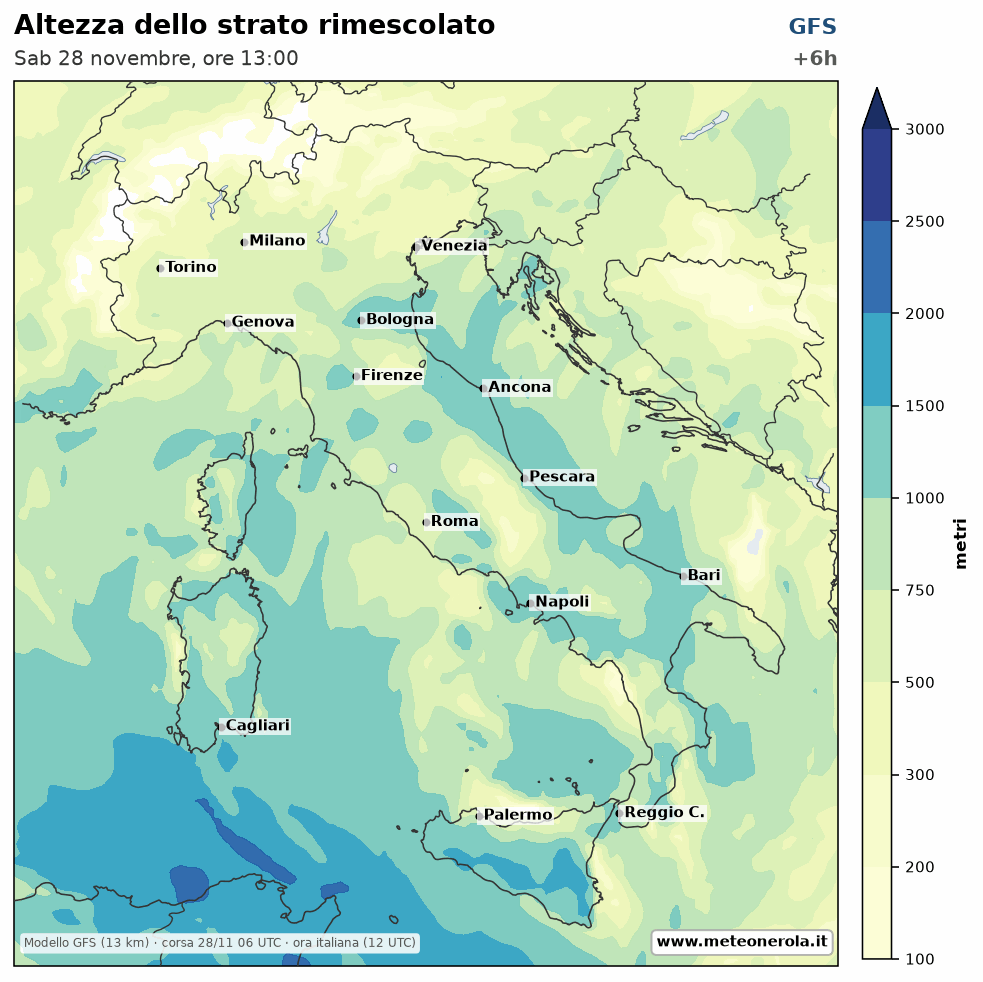 Altezza dello strato rimescolato
GFS
Sab 28 novembre, ore 13:00
+6h
3000
2500
2000
1500
1000
750
500
300
200
100
metri
Milano
Venezia
Torino
Genova
Bologna
Firenze
Ancona
Pescara
Roma
Bari
Napoli
Cagliari
Palermo
Reggio C.
Modello GFS (13 km) · corsa 28/11 06 UTC · ora italiana (12 UTC)
www.meteonerola.it